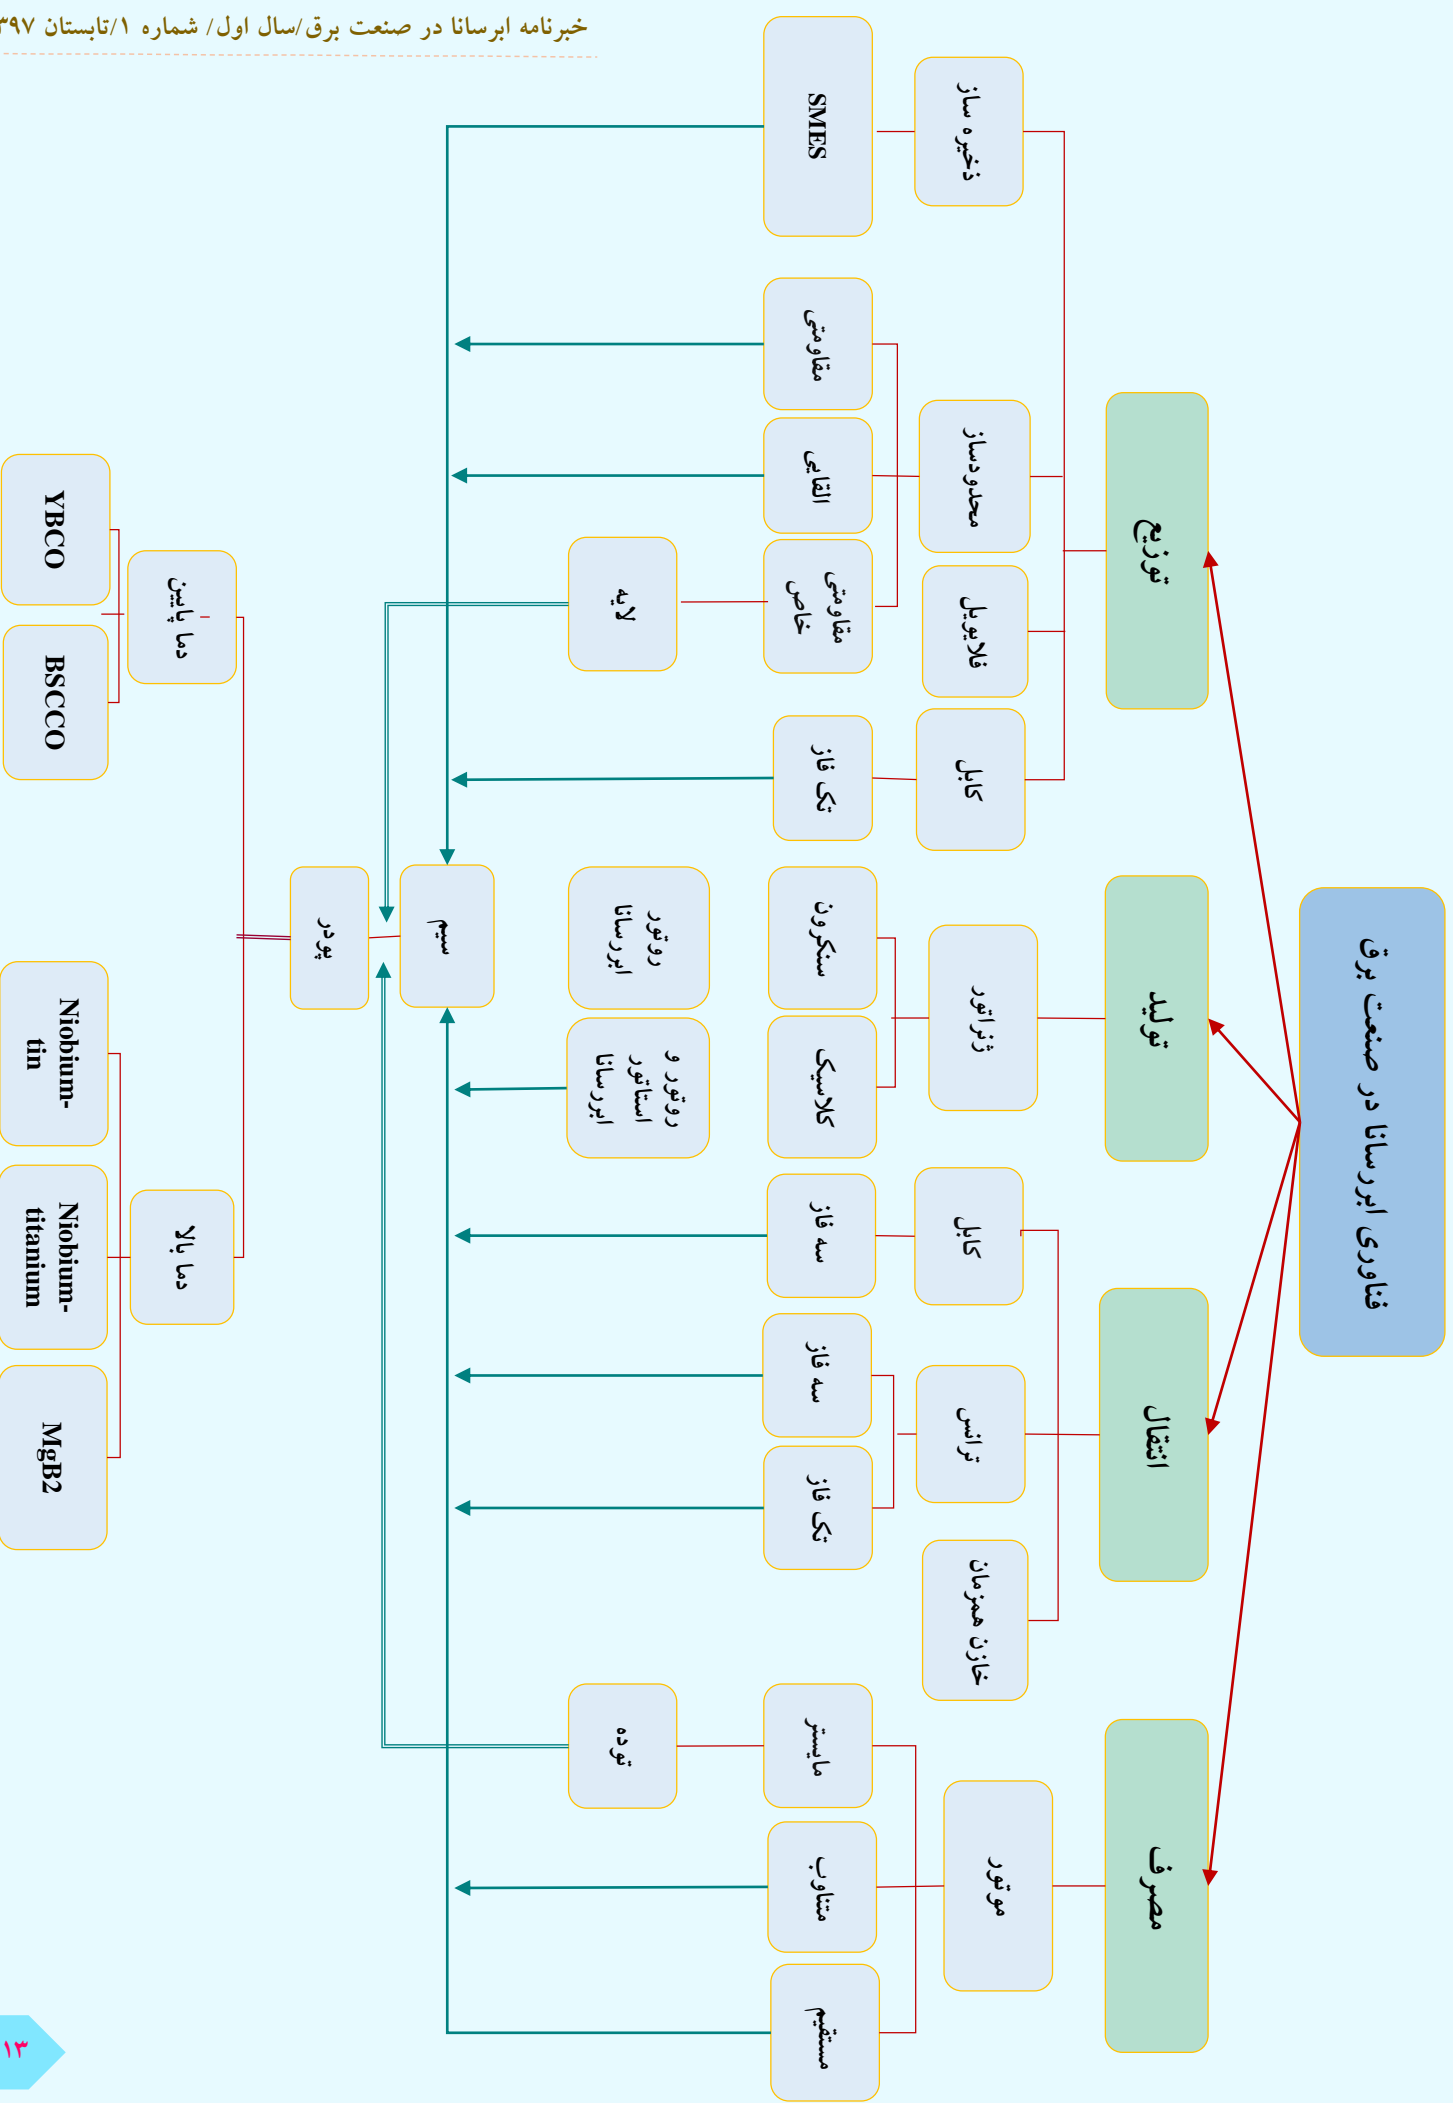 خبرنامه ابرسانا در صنعت برق/سال اول/ شماره ۱/تابستان ۳۹۷
فناوری ابررسانا در صنعت برق
توزیع
تولید
انتقال
مصرف
ذخیره ساز
محدودساز
فلایویل
کابل
ژنراتور
کابل
ترانس
خازن همزمان
موتور
SMES
مقاومتی
القایی
مقاومتی
خاص
تک فاز
سنکرون
کلاسیک
سه فاز
سه فاز
تک فاز
مایستر
متناوب
مستقیم
لایه
روتور
ابررسانا
روتور و
استاتور
ابررسانا
توده
سیم
پودر
دما پایین
دما بالا
YBCO
BSCCO
Niobium-
tin
Niobium-
titanium
MgB2
۱۳